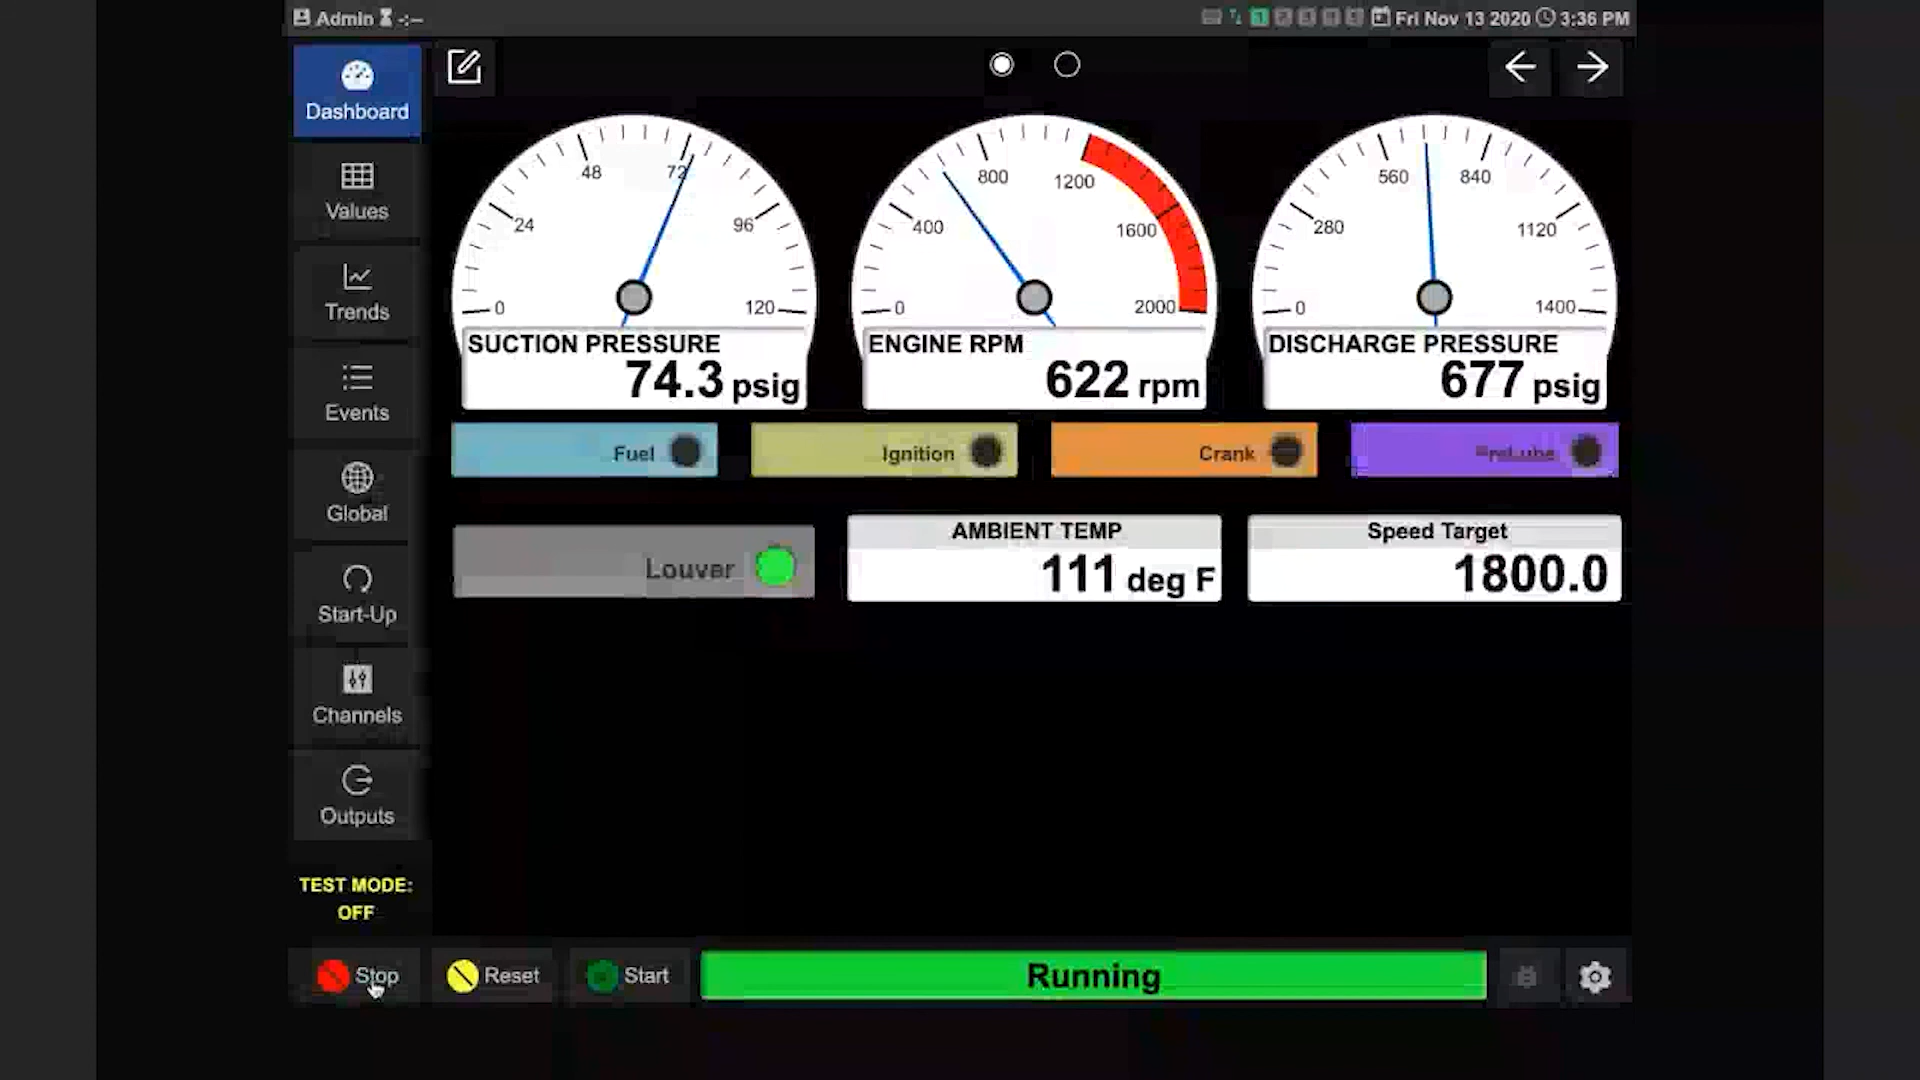 Admin -:--
1 Fri Nov 13 2020 3:36 PM
Dashboard
Values
Trends
Events
Global
Start-Up
Channels
Outputs
TEST MODE:
OFF
0 24 48 72 96 120
SUCTION PRESSURE
74.3 psig
0 400 800 1200 1600 2000
ENGINE RPM
622 rpm
0 280 560 840 1120 1400
DISCHARGE PRESSURE
677 psig
Fuel
Ignition
Crank
Louver
AMBIENT TEMP
111 deg F
Speed Target
1800.0
Stop
Reset
Start
Running